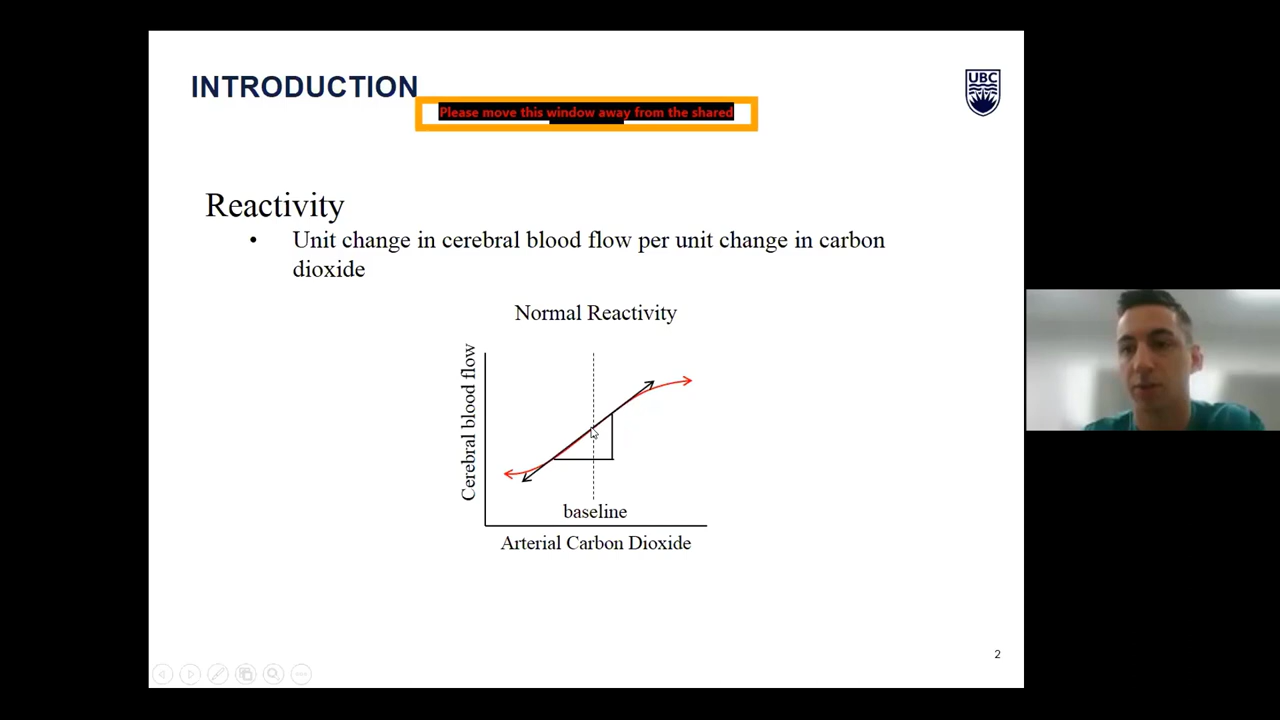 INTRODUCTION
UBC
Please move this window away from the shared
Reactivity
• Unit change in cerebral blood flow per unit change in carbon
dioxide
Normal Reactivity
Cerebral blood flow
baseline
Arterial Carbon Dioxide
2